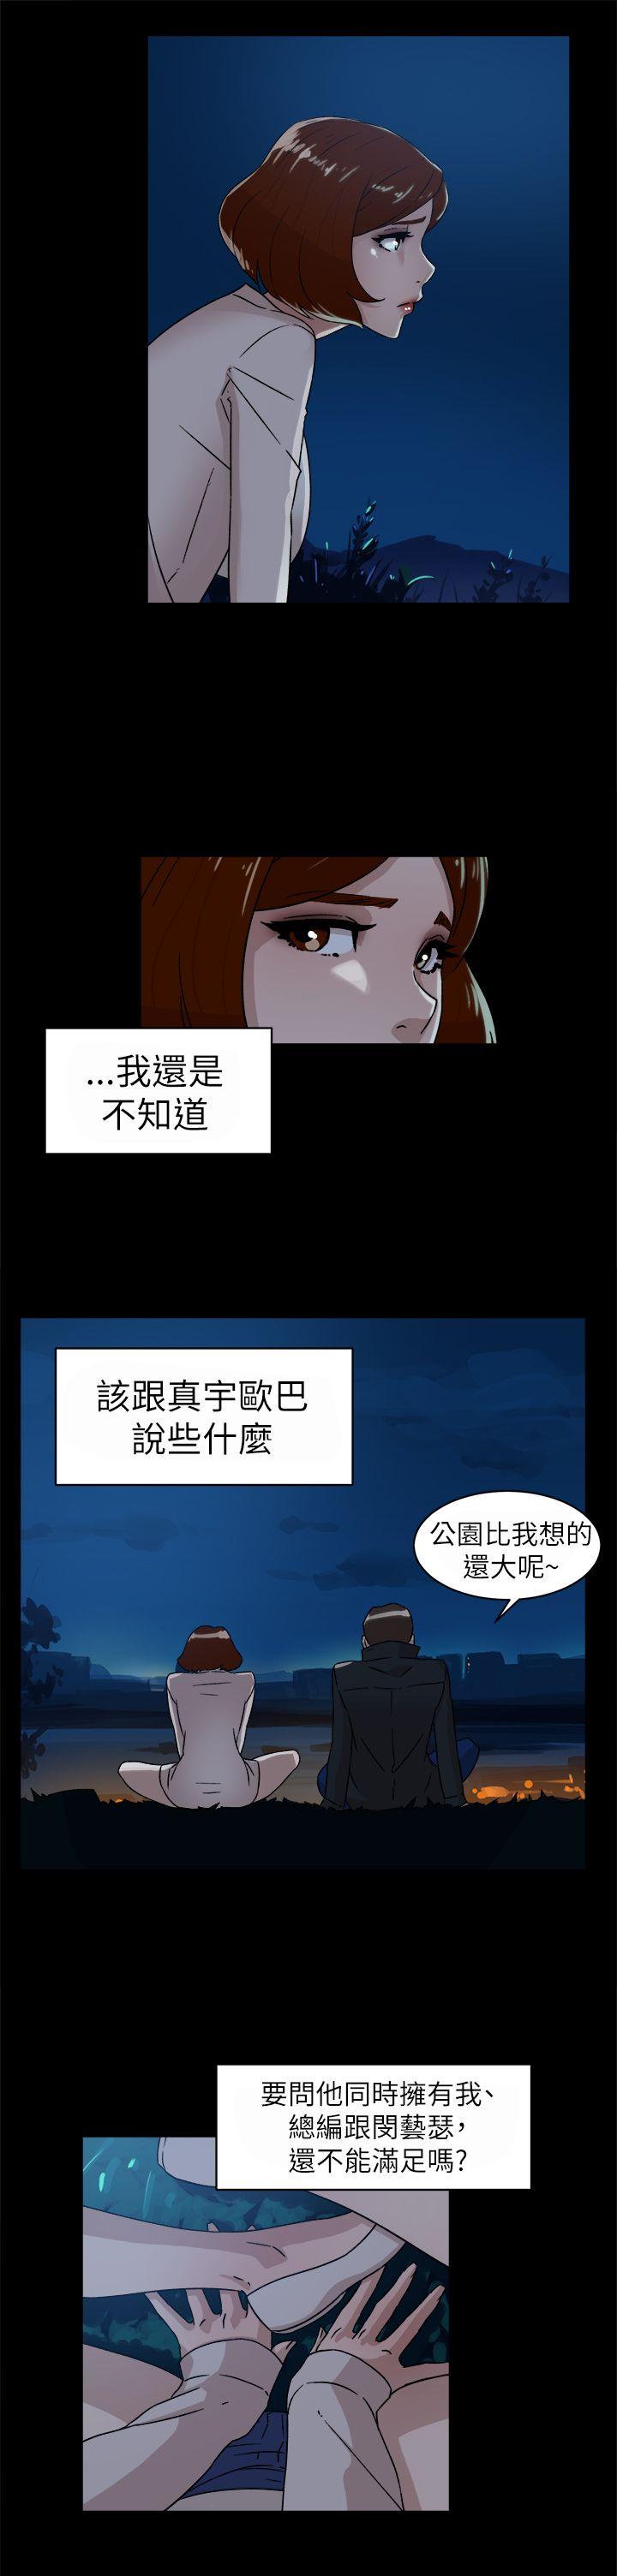 ...我還是
不知道
該跟真宇歐巴
說些什麼
公園比我想的
還大呢~
要問他同時擁有我、
總編跟閔藝瑟,
還不能滿足嗎?